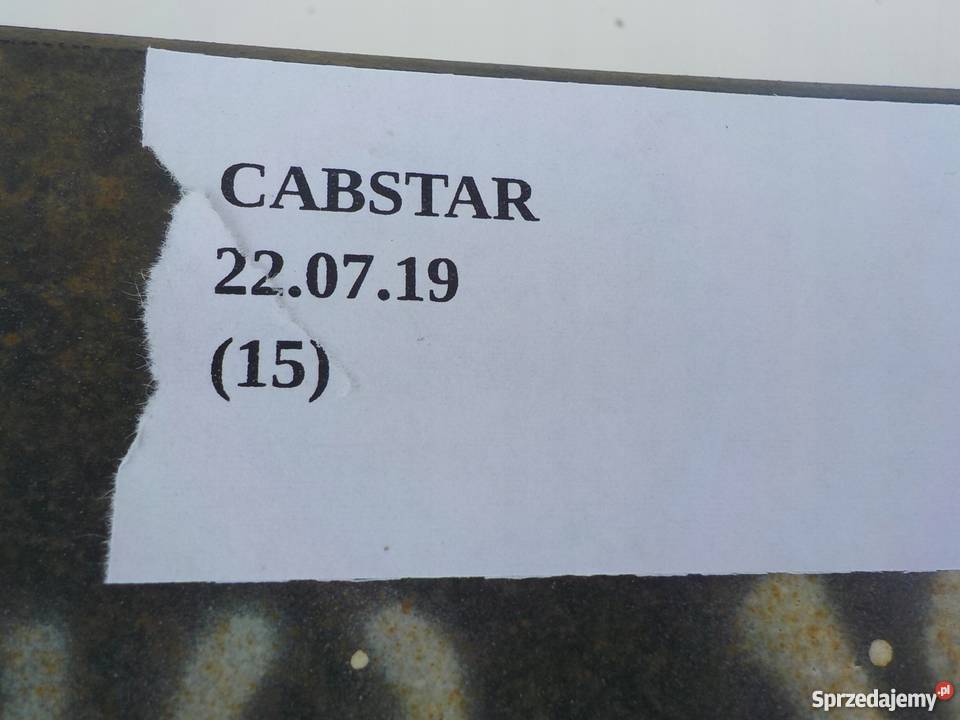 CABSTAR
22.07.19
(15)
Sprzedajemy.pl